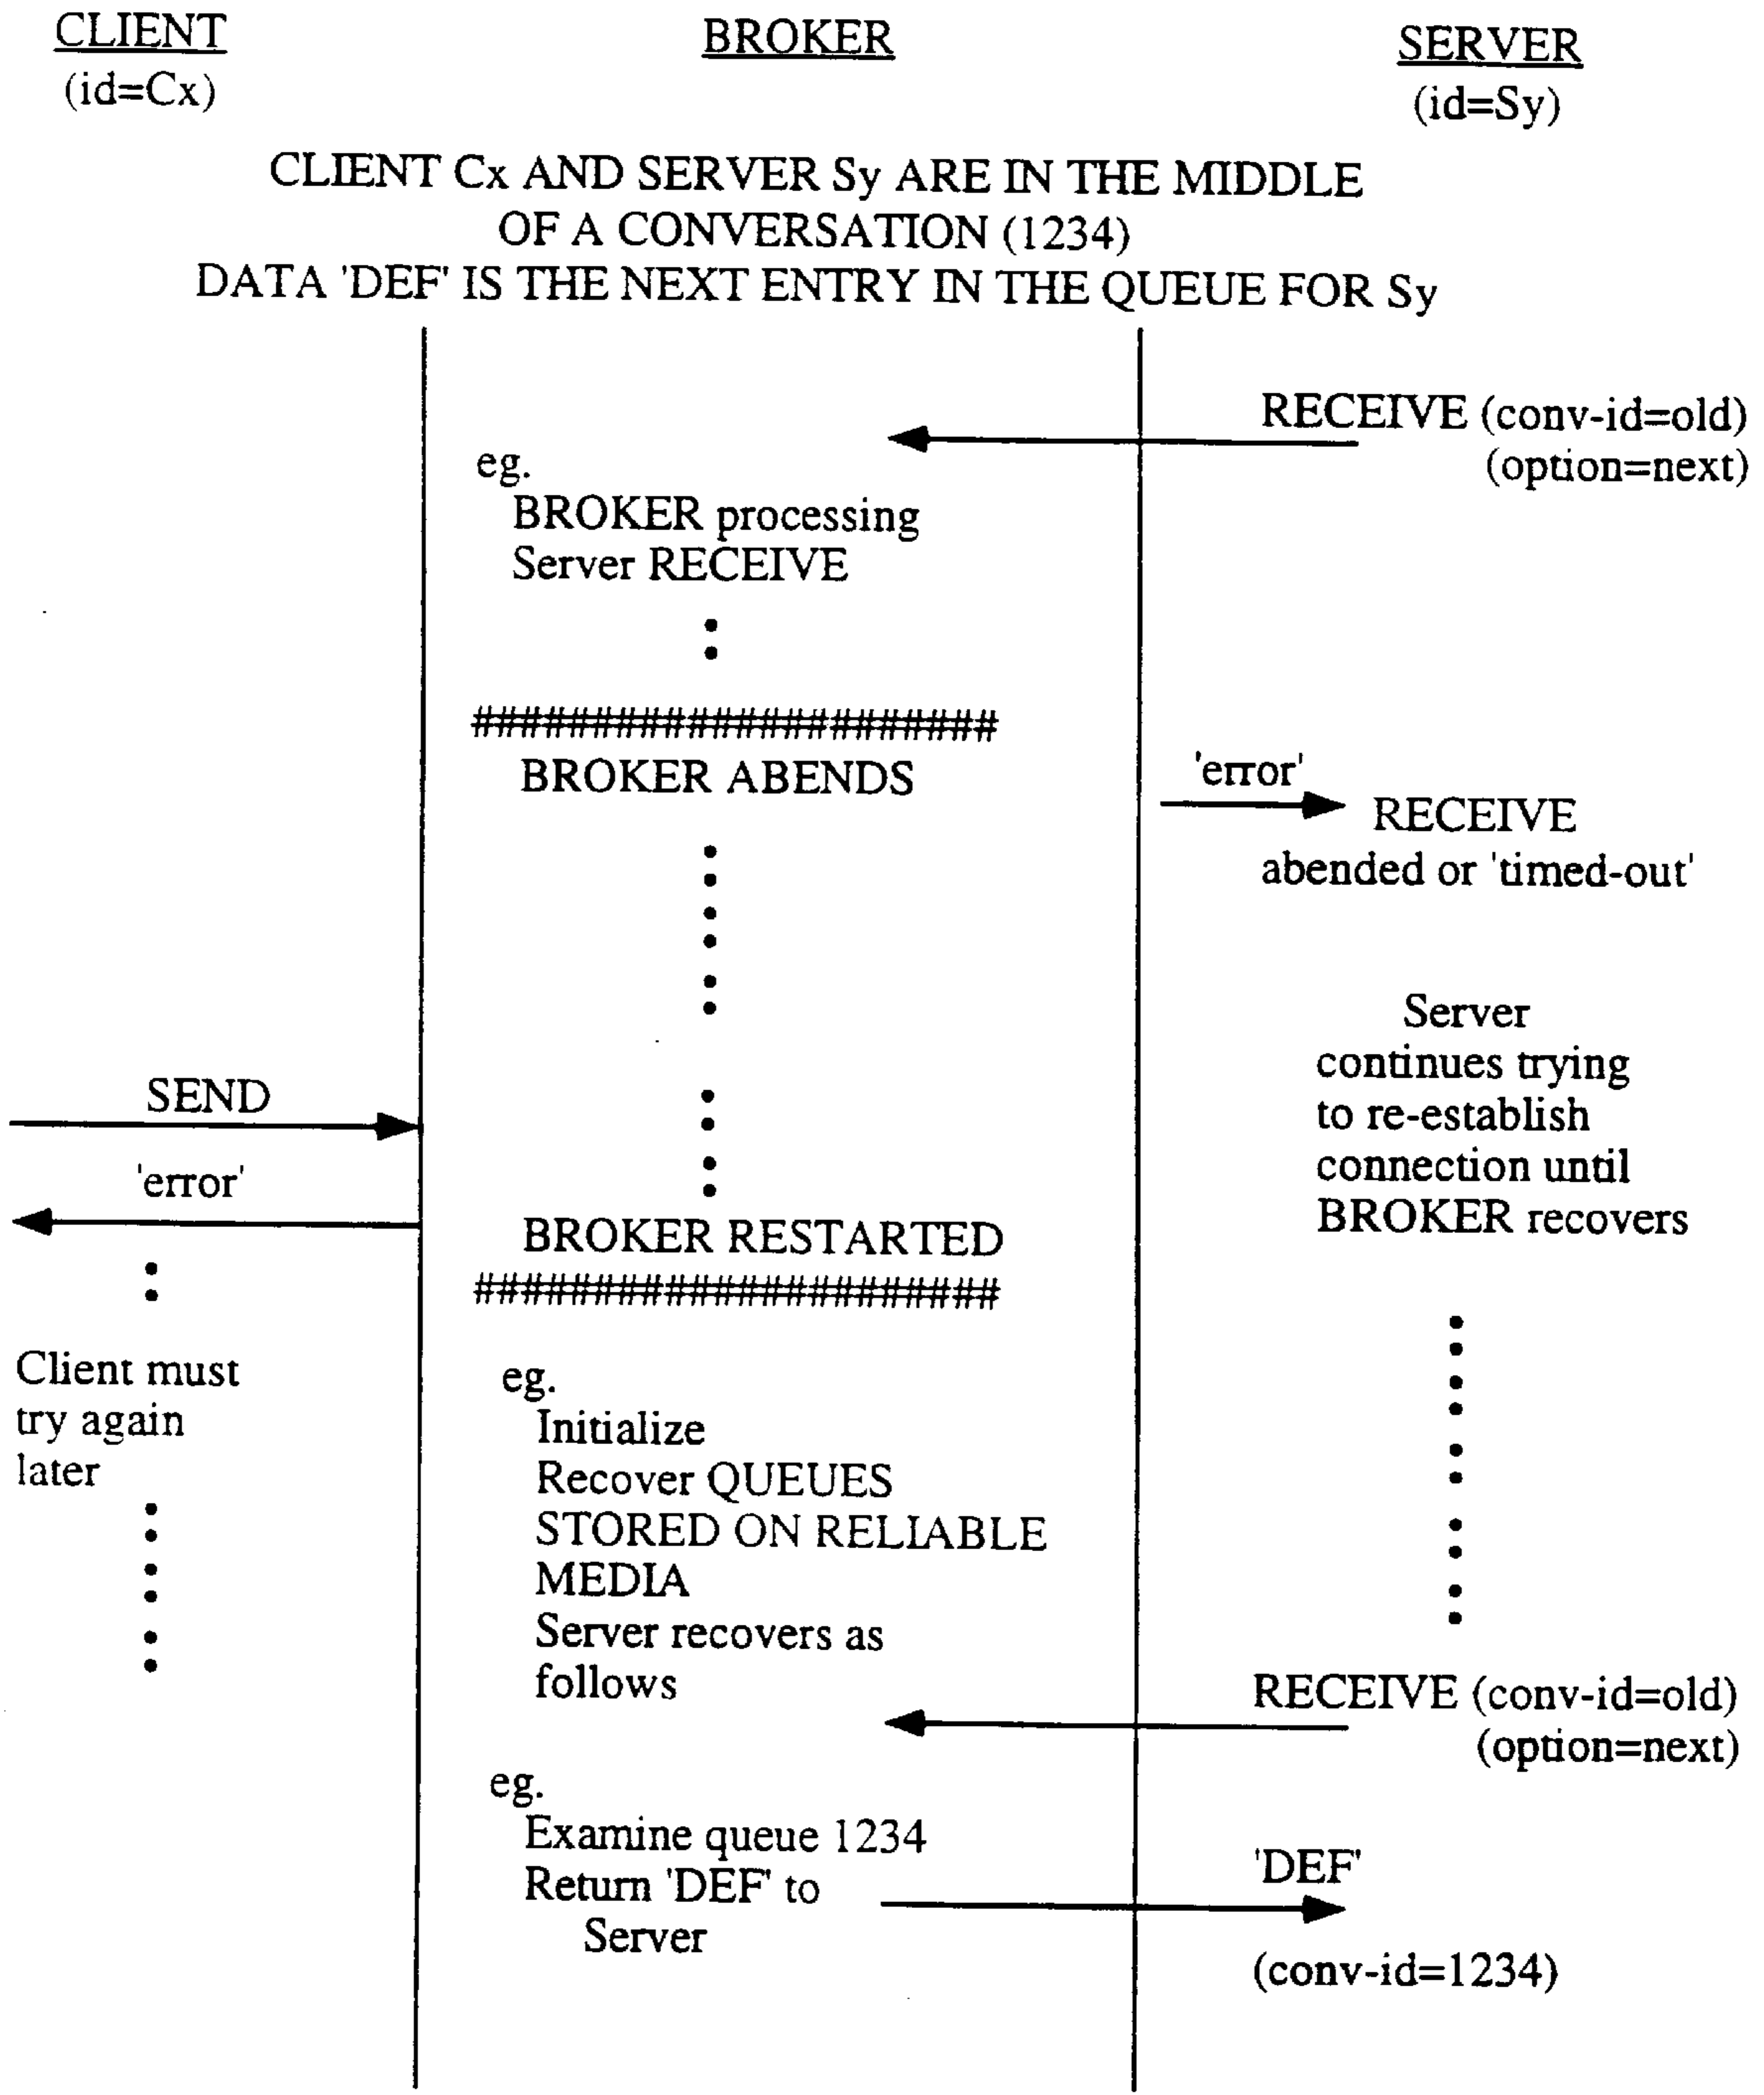 CLIENT
(id=Cx)
BROKER
SERVER
(id=Sy)
CLIENT Cx AND SERVER Sy ARE IN THE MIDDLE
OF A CONVERSATION (1234)
DATA 'DEF' IS THE NEXT ENTRY IN THE QUEUE FOR Sy
RECEIVE (conv-id=old)
(option=next)
eg.
BROKER processing
Server RECEIVE
######################
BROKER ABENDS
'error'
RECEIVE
abended or 'timed-out'
Server
continues trying
to re-establish
connection until
BROKER recovers
SEND
'error'
BROKER RESTARTED
######################
Client must
try again
later
eg.
Initialize
Recover QUEUES
STORED ON RELIABLE
MEDIA
Server recovers as
follows
RECEIVE (conv-id=old)
(option=next)
eg.
Examine queue 1234
Return 'DEF' to
Server
'DEF'
(conv-id=1234)